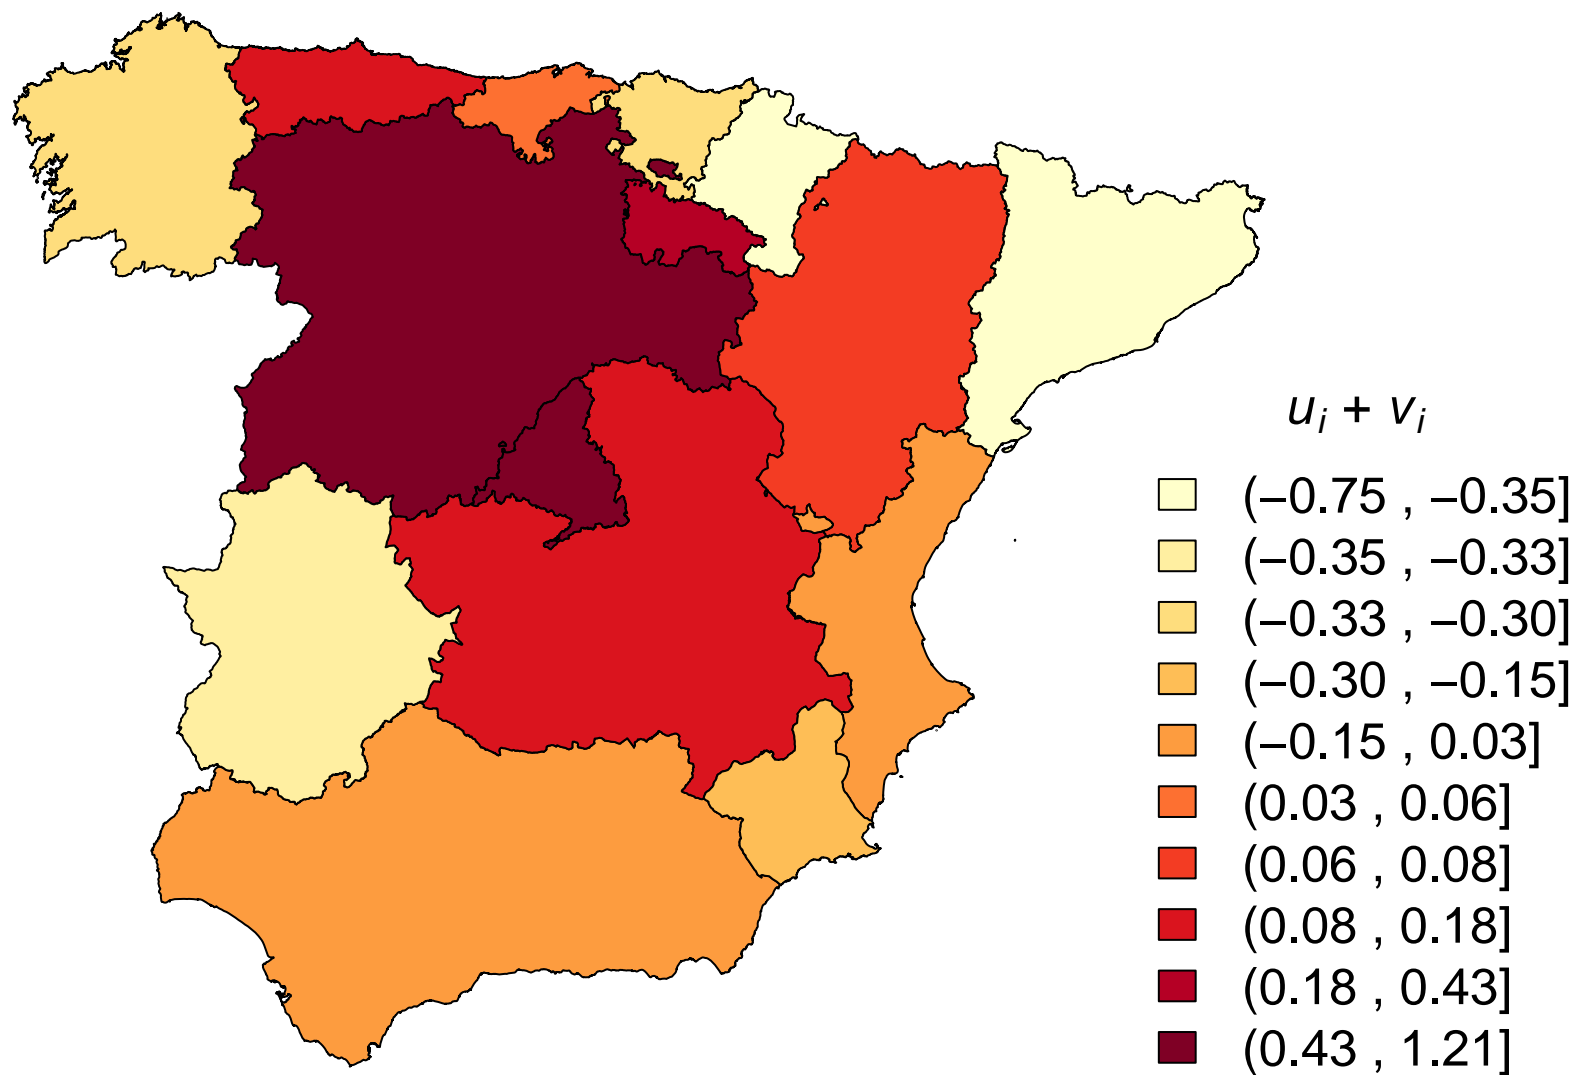 uᵢ + vᵢ
(−0.75 , −0.35]
(−0.35 , −0.33]
(−0.33 , −0.30]
(−0.30 , −0.15]
(−0.15 , 0.03]
(0.03 , 0.06]
(0.06 , 0.08]
(0.08 , 0.18]
(0.18 , 0.43]
(0.43 , 1.21]